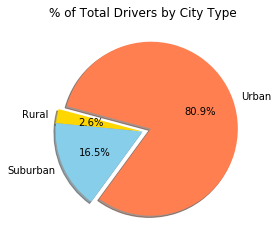 % of Total Drivers by City Type
Urban
80.9%
Rural
2.6%
16.5%
Suburban